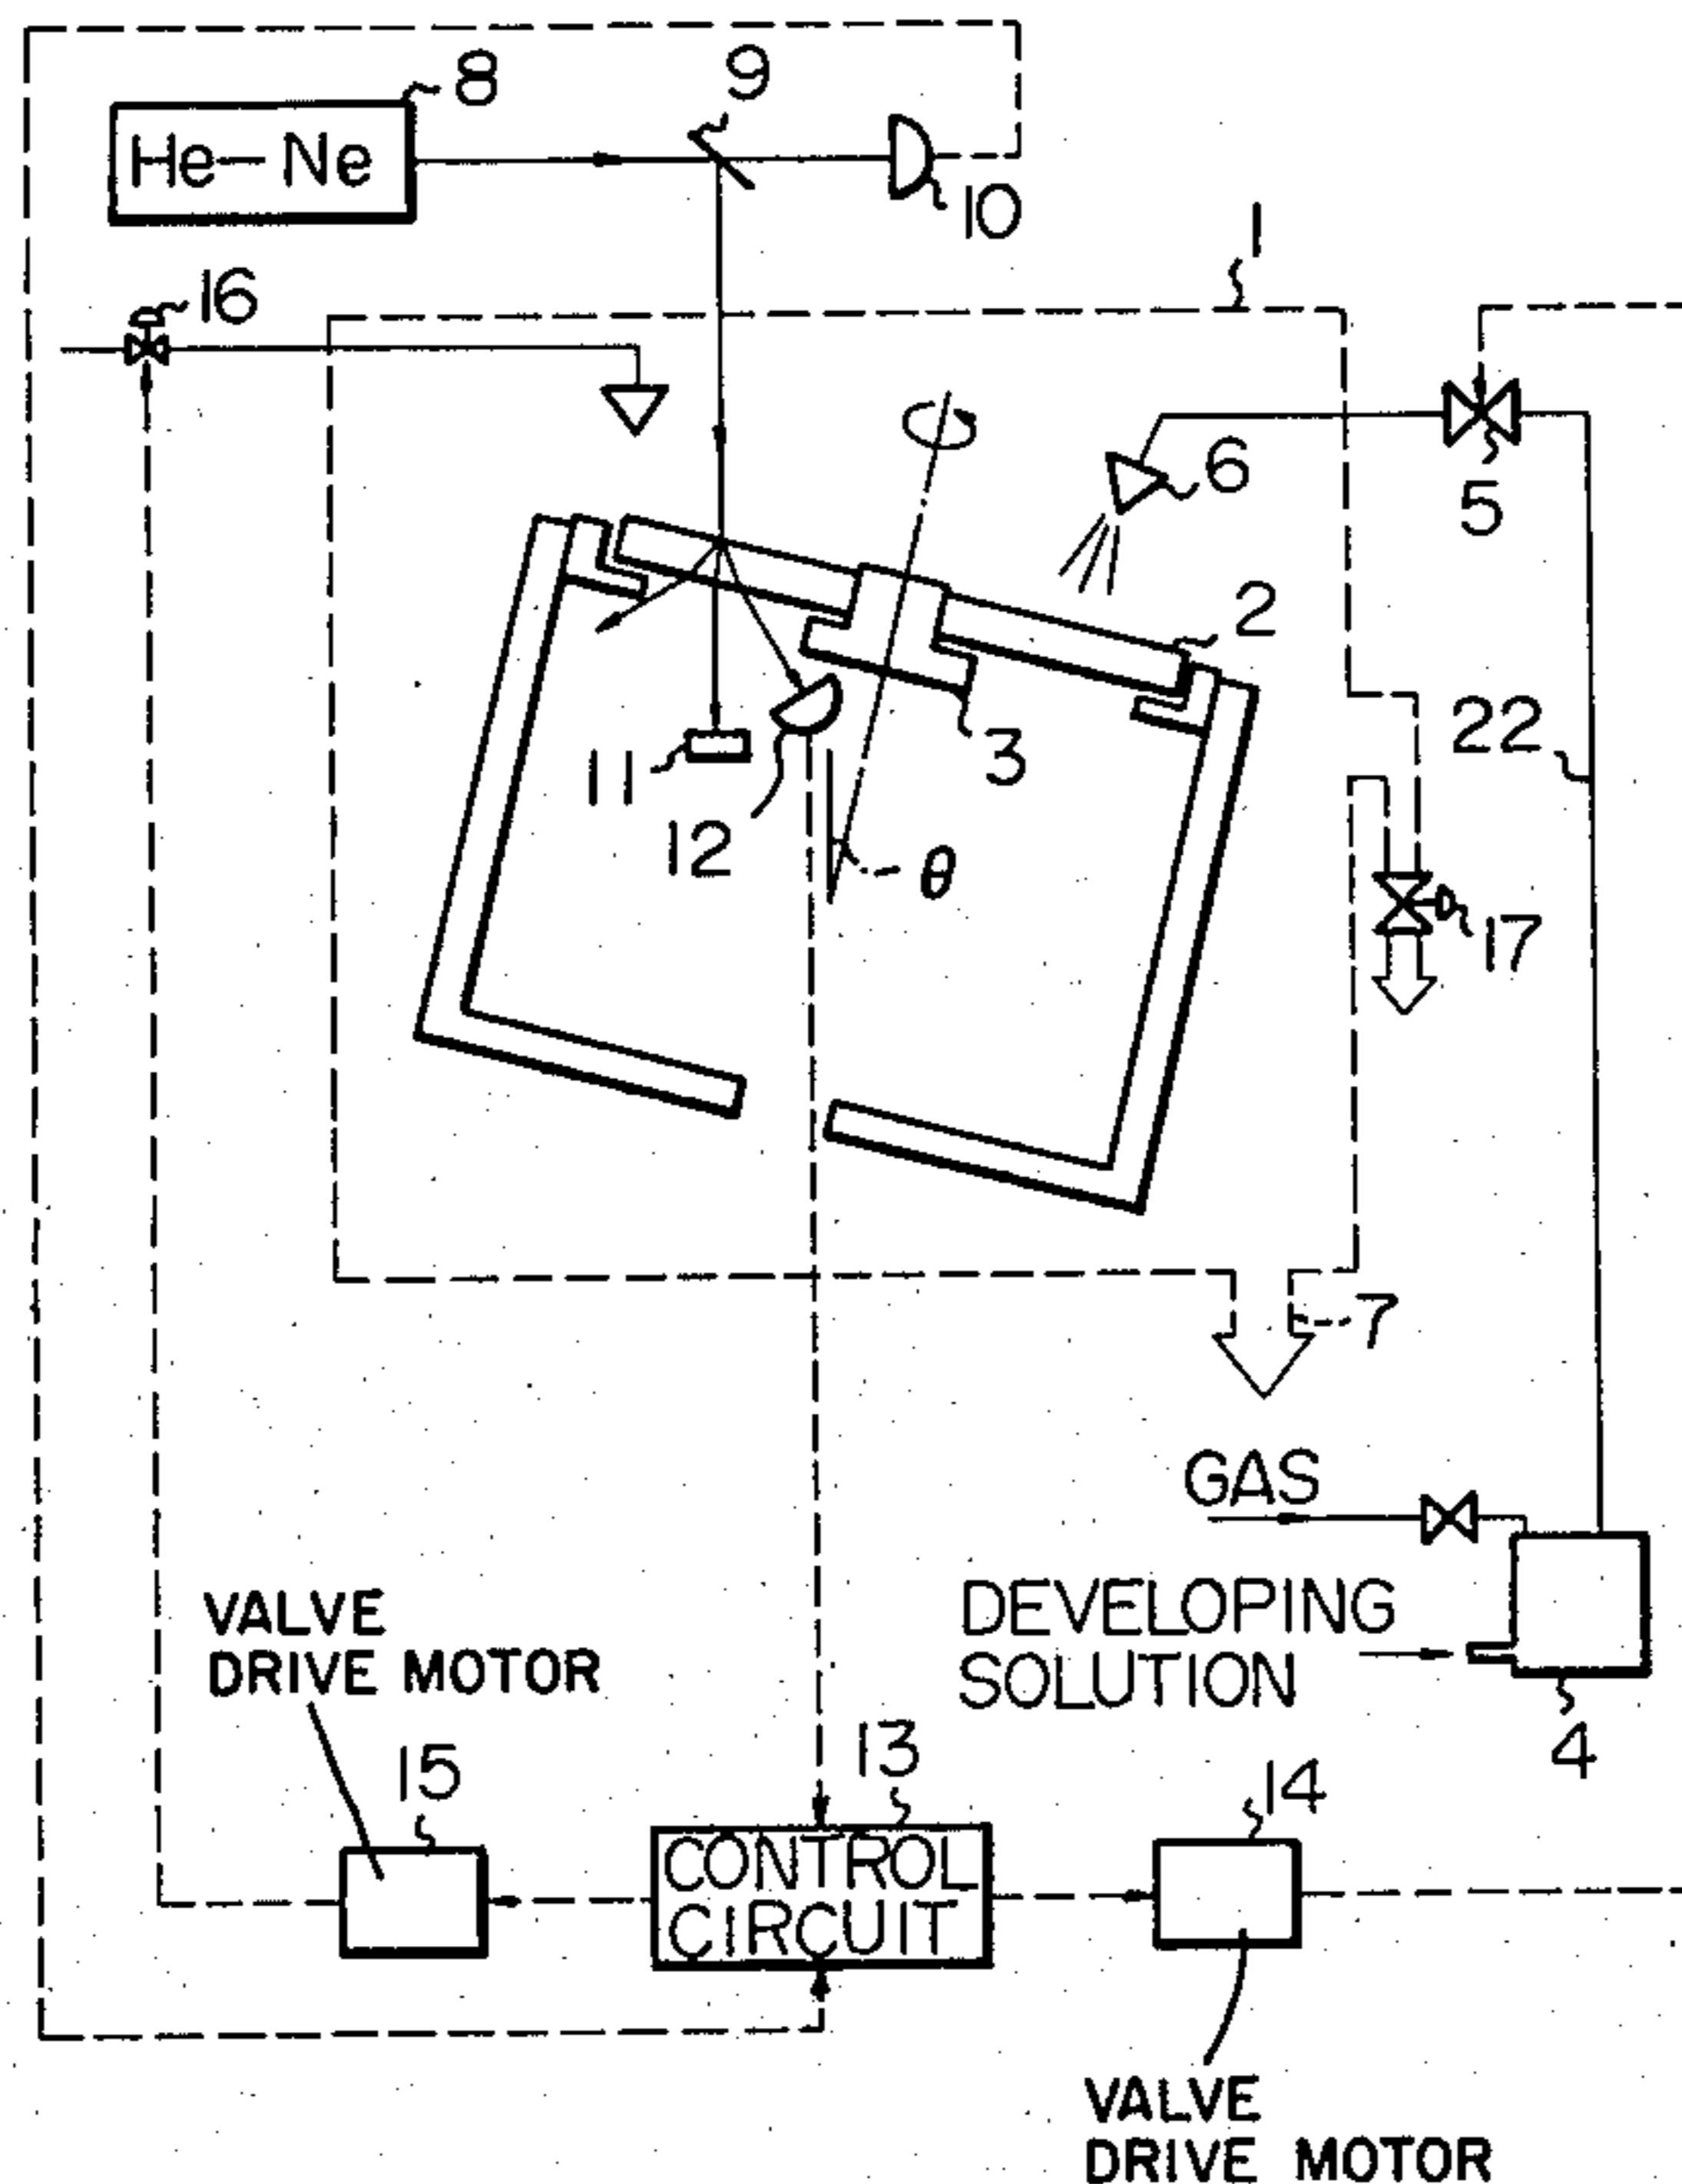 8
9
He-Ne
10
1
16
6
5
2
22
3
11
12
θ
17
7
GAS
DEVELOPING
SOLUTION
VALVE
DRIVE MOTOR
4
13
15
14
CONTROL
CIRCUIT
VALVE
DRIVE MOTOR